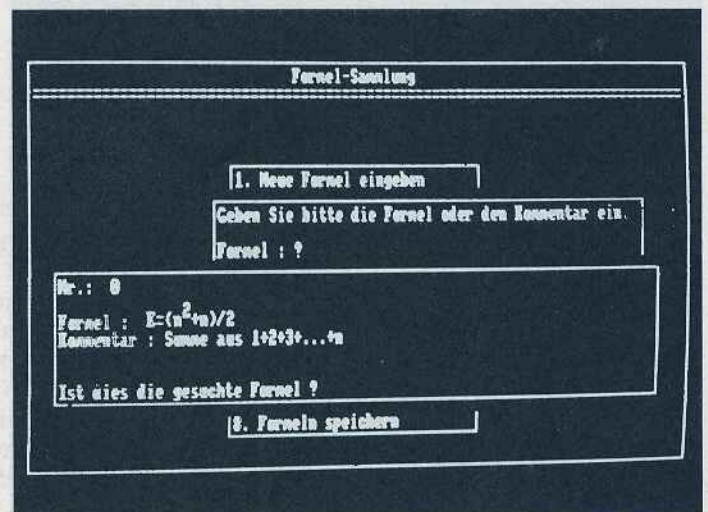 Formel-Sammlung
1. Neue Formel eingeben
Geben Sie bitte die Formel oder den Kommentar ein.
Formel : ?
Nr.: 0
Formel : E=(n²+n)/2
Kommentar : Summe aus 1+2+3+...+n
Ist dies die gesuchte Formel ?
8. Formeln speichern